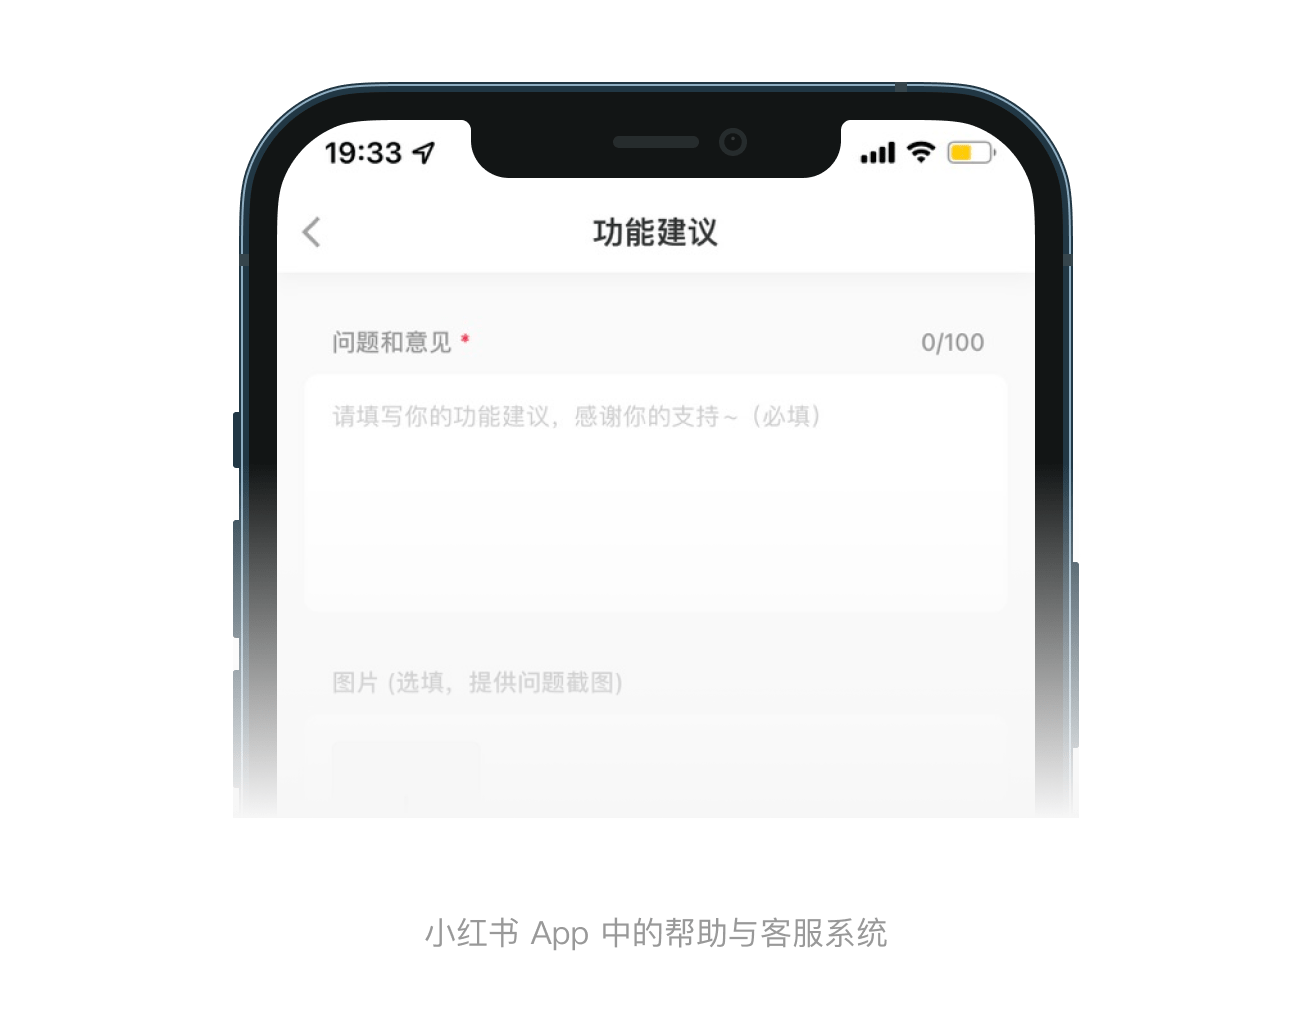 19:33
功能建议
问题和意见 * 0/100
请填写你的功能建议，感谢你的支持~（必填）
图片 (选填，提供问题截图)
小红书 App 中的帮助与客服系统